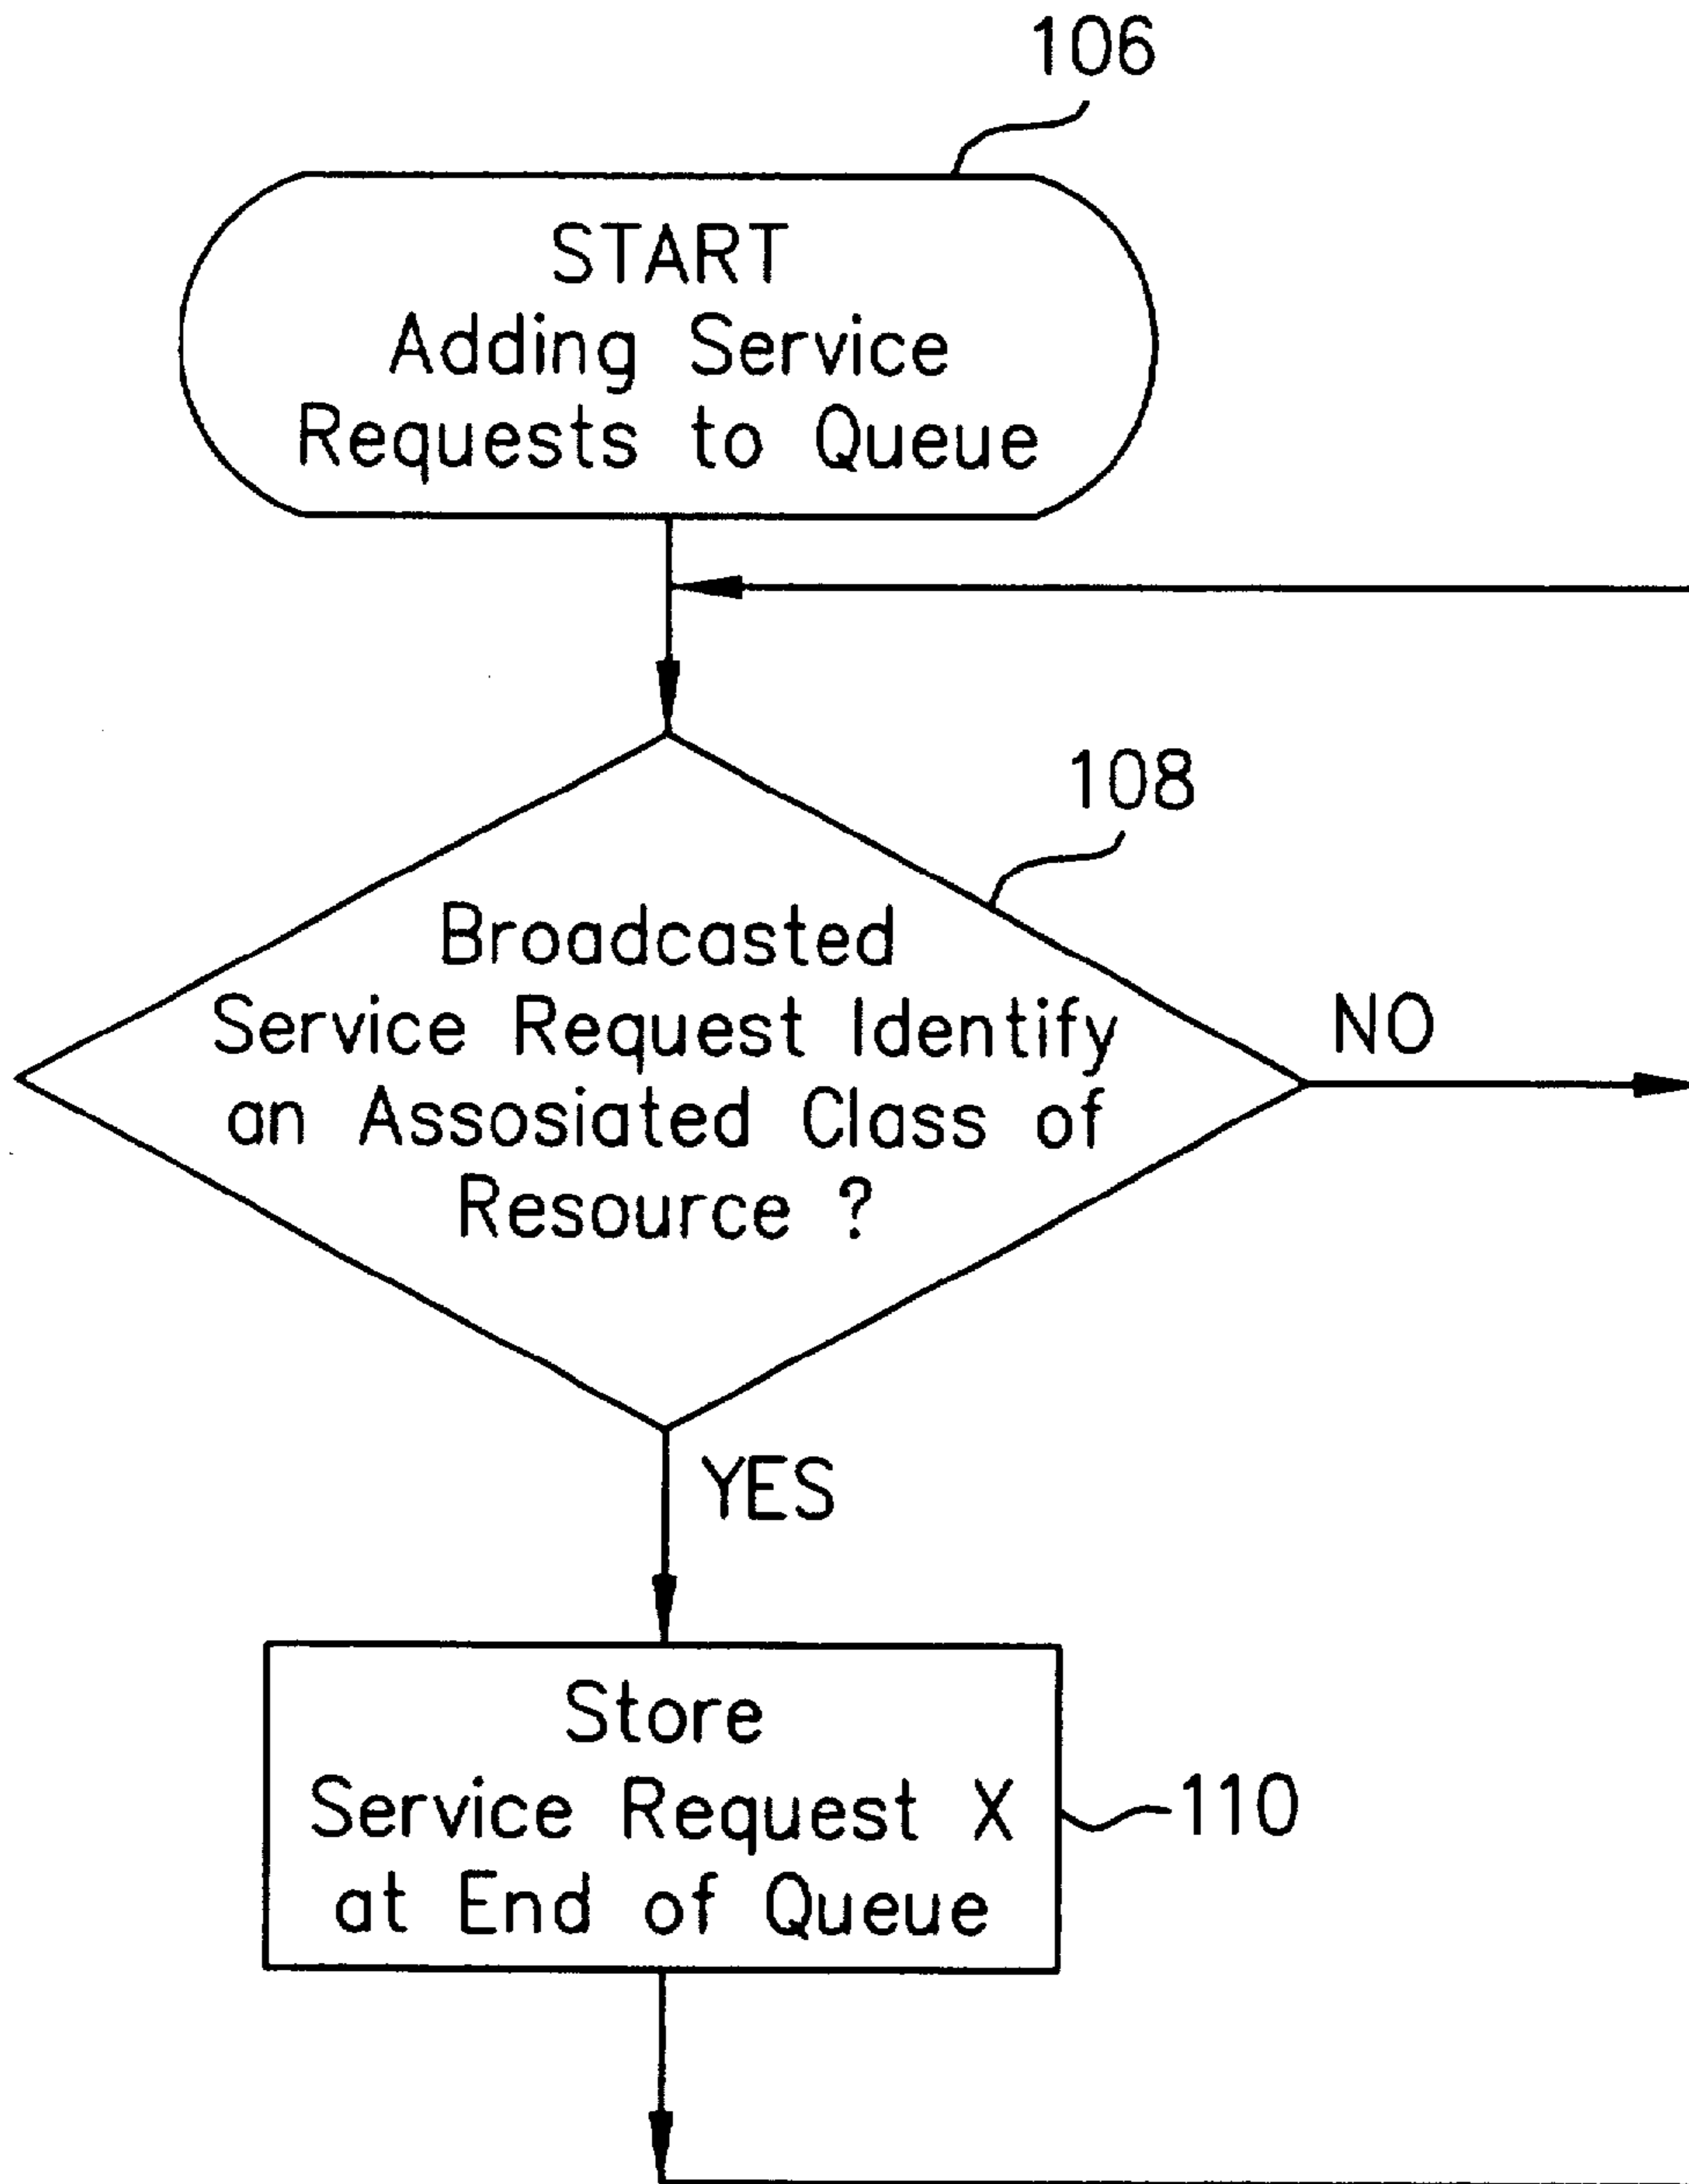 106
START
Adding Service
Requests to Queue
108
Broadcasted
Service Request Identify
an Assosiated Class of
Resource ?
NO
YES
Store
Service Request X
at End of Queue
110